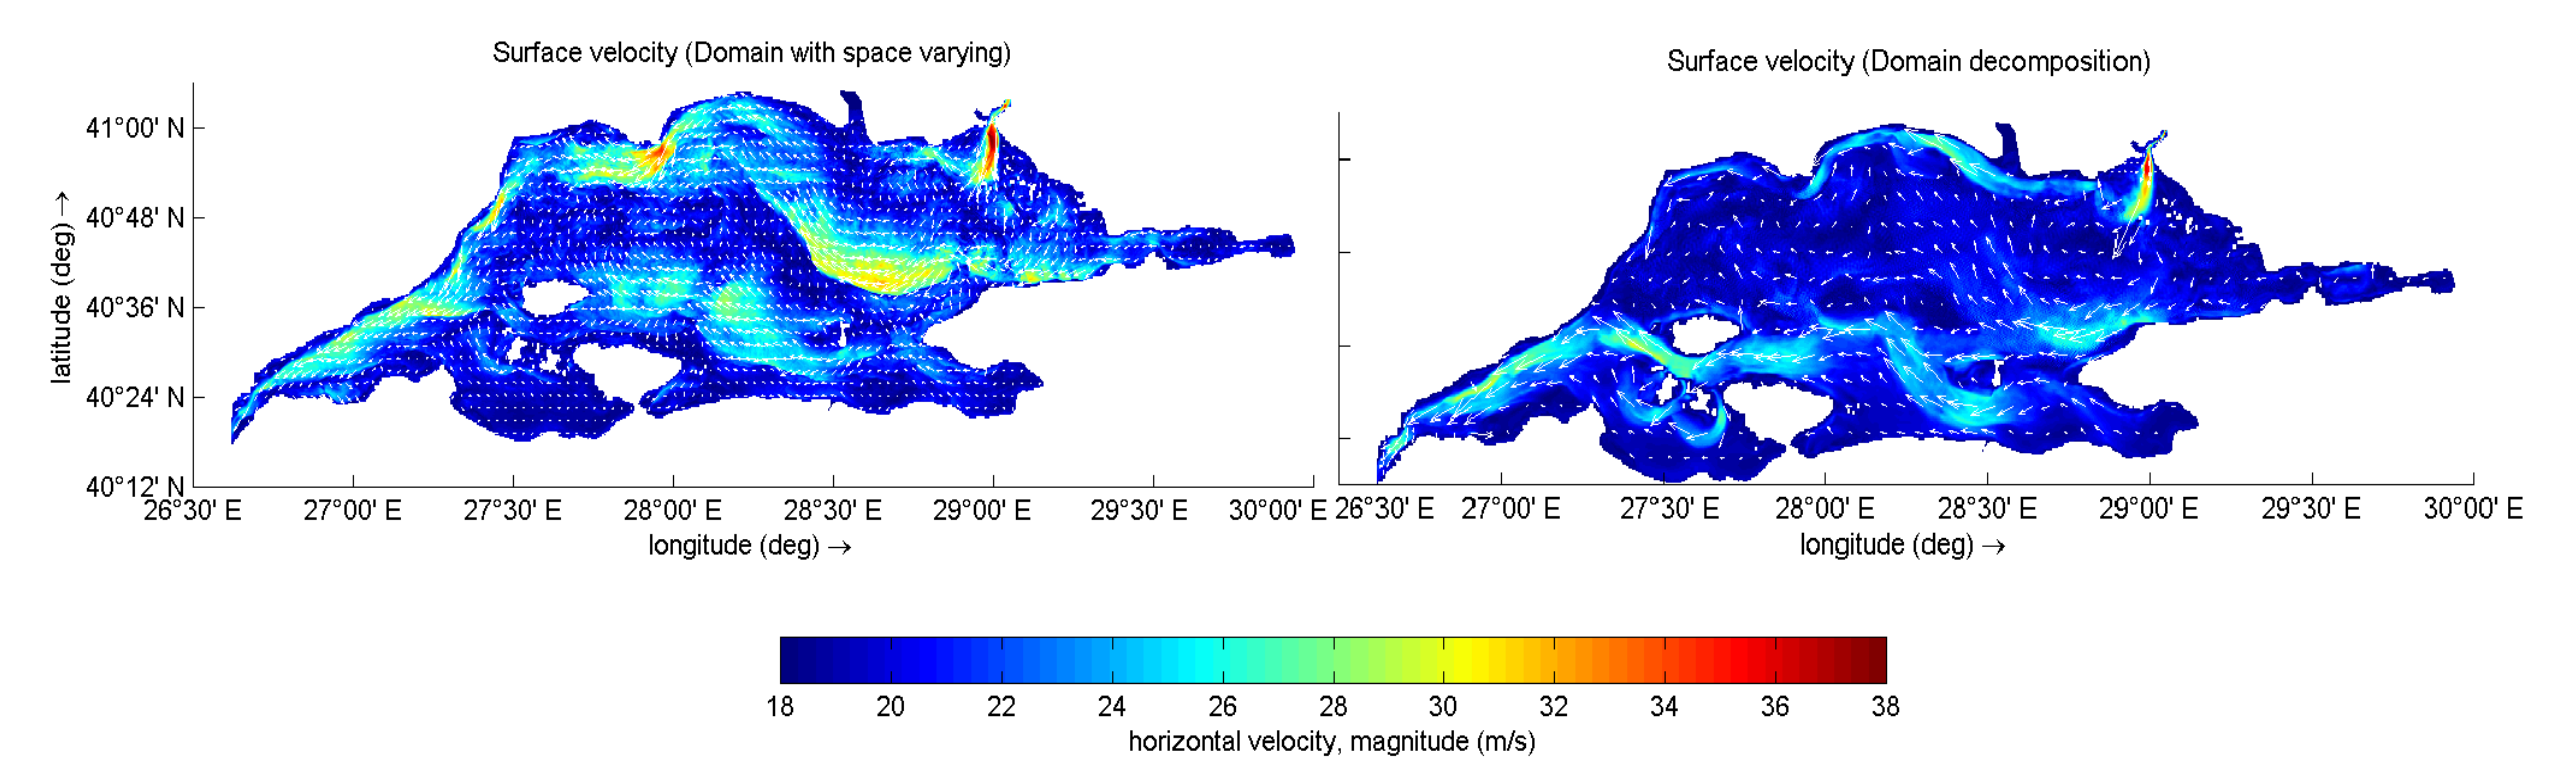 Surface velocity (Domain with space varying)
Surface velocity (Domain decomposition)
latitude (deg) →
41°00' N
40°48' N
40°36' N
40°24' N
40°12' N
26°30' E 27°00' E 27°30' E 28°00' E 28°30' E 29°00' E 29°30' E 30°00' E
26°30' E 27°00' E 27°30' E 28°00' E 28°30' E 29°00' E 29°30' E 30°00' E
longitude (deg) →
longitude (deg) →
18 20 22 24 26 28 30 32 34 36 38
horizontal velocity, magnitude (m/s)